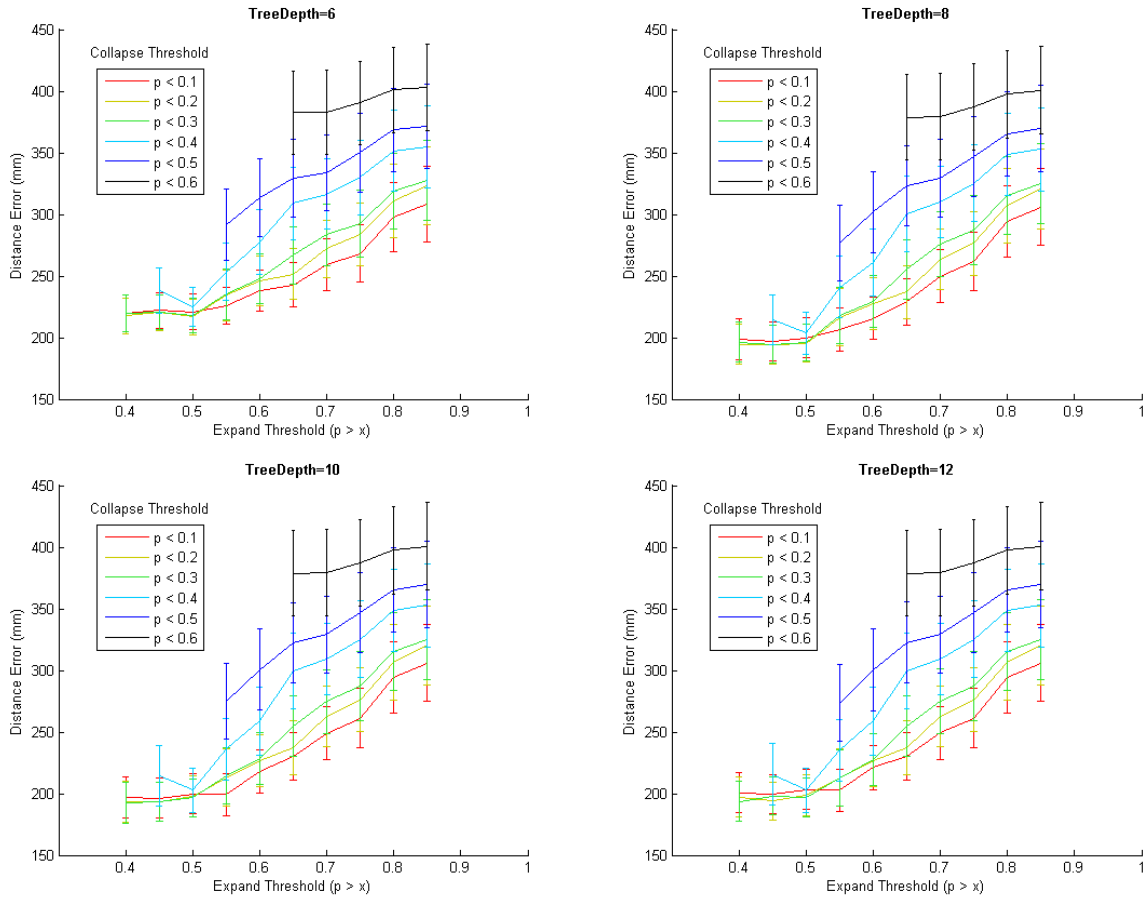 TreeDepth=6
450
400
350
300
250
200
150
Distance Error (mm)
Collapse Threshold
p < 0.1
p < 0.2
p < 0.3
p < 0.4
p < 0.5
p < 0.6
0.4 0.5 0.6 0.7 0.8 0.9 1
Expand Threshold (p > x)
TreeDepth=8
450
400
350
300
250
200
150
Distance Error (mm)
Collapse Threshold
p < 0.1
p < 0.2
p < 0.3
p < 0.4
p < 0.5
p < 0.6
0.4 0.5 0.6 0.7 0.8 0.9 1
Expand Threshold (p > x)
TreeDepth=10
450
400
350
300
250
200
150
Distance Error (mm)
Collapse Threshold
p < 0.1
p < 0.2
p < 0.3
p < 0.4
p < 0.5
p < 0.6
0.4 0.5 0.6 0.7 0.8 0.9 1
Expand Threshold (p > x)
TreeDepth=12
450
400
350
300
250
200
150
Distance Error (mm)
Collapse Threshold
p < 0.1
p < 0.2
p < 0.3
p < 0.4
p < 0.5
p < 0.6
0.4 0.5 0.6 0.7 0.8 0.9 1
Expand Threshold (p > x)